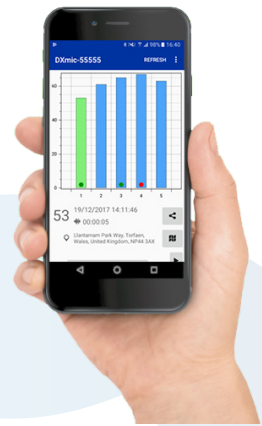 98% 16:40
DXmic-55555 REFRESH
60
40
20
0
1 2 3 4 5
53 19/12/2017 14:11:46
00:00:05
Llantarnam Park Way, Torfaen,
Wales, United Kingdom, NP44 3AX